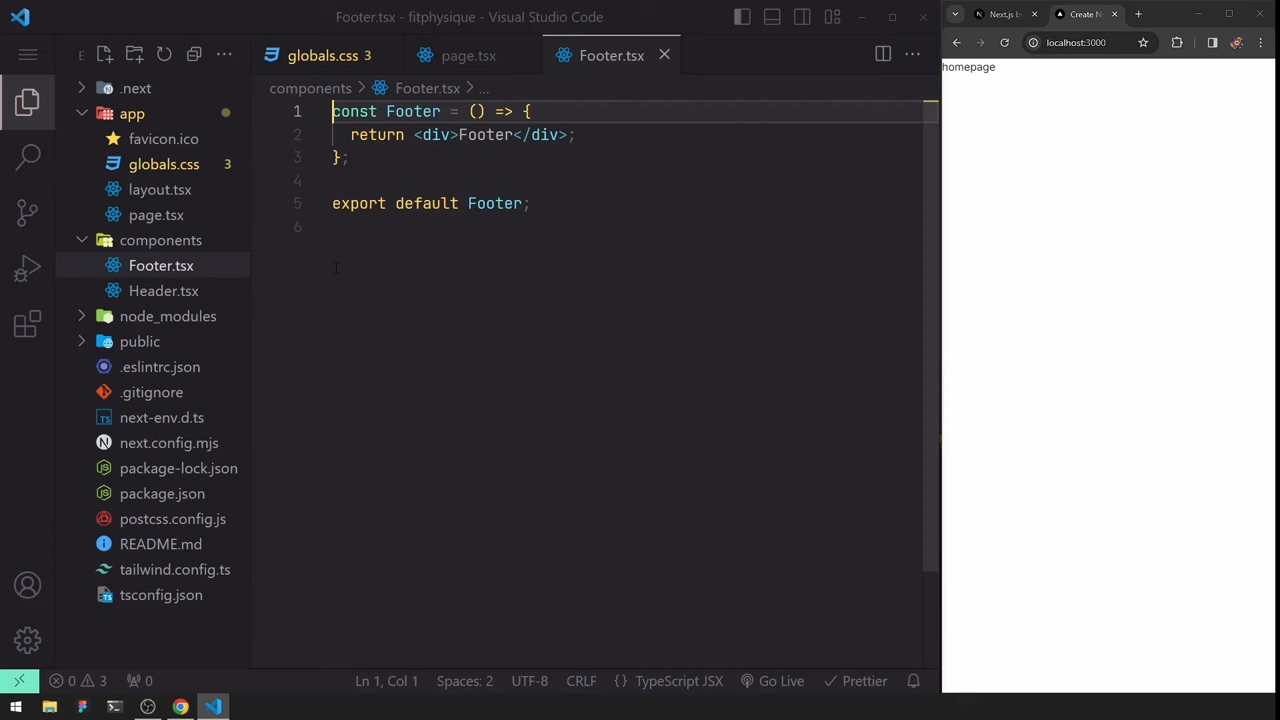 Footer.tsx - fitphysique - Visual Studio Code
E
globals.css 3
page.tsx
Footer.tsx
components > Footer.tsx > ...
.next
app
favicon.ico
globals.css 3
layout.tsx
page.tsx
components
Footer.tsx
Header.tsx
node_modules
public
.eslintrc.json
.gitignore
next-env.d.ts
next.config.mjs
package-lock.json
package.json
postcss.config.js
README.md
tailwind.config.ts
tsconfig.json
1 const Footer = () => {
2 return <div>Footer</div>;
3 };
4
5 export default Footer;
6
0 3 0
Ln 1, Col 1
Spaces: 2
UTF-8
CRLF
{ } TypeScript JSX
Go Live
Prettier
Next.js b
Create N
localhost:3000
homepage